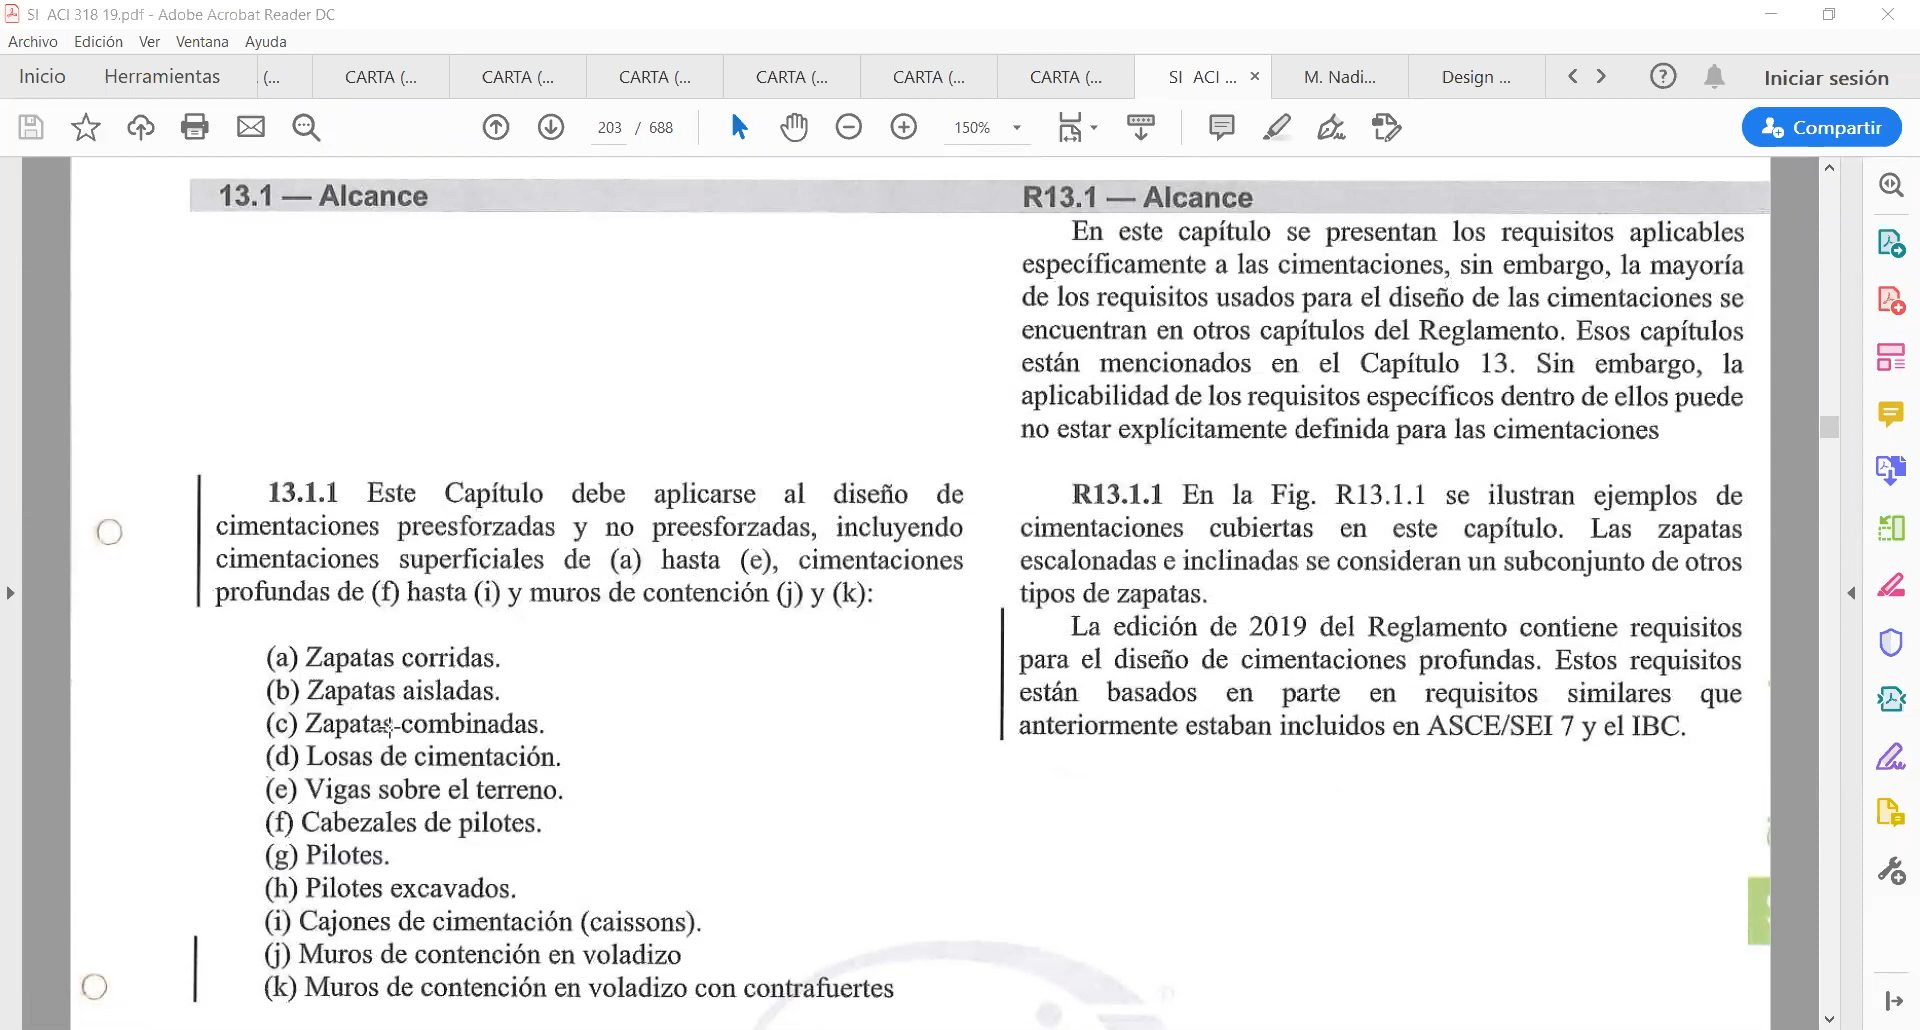 SI ACI 318 19.pdf - Adobe Acrobat Reader DC
Archivo Edición Ver Ventana Ayuda
Inicio Herramientas (... CARTA (... CARTA (... CARTA (... CARTA (... CARTA (... CARTA (... SI ACI ... × M. Nadi... Design ... Iniciar sesión
203 / 688 150% Compartir
13.1 — Alcance
R13.1 — Alcance
En este capítulo se presentan los requisitos aplicables
específicamente a las cimentaciones, sin embargo, la mayoría
de los requisitos usados para el diseño de las cimentaciones se
encuentran en otros capítulos del Reglamento. Esos capítulos
están mencionados en el Capítulo 13. Sin embargo, la
aplicabilidad de los requisitos específicos dentro de ellos puede
no estar explícitamente definida para las cimentaciones
13.1.1 Este Capítulo debe aplicarse al diseño de
cimentaciones preesforzadas y no preesforzadas, incluyendo
cimentaciones superficiales de (a) hasta (e), cimentaciones
profundas de (f) hasta (i) y muros de contención (j) y (k):
(a) Zapatas corridas.
(b) Zapatas aisladas.
(c) Zapatas combinadas.
(d) Losas de cimentación.
(e) Vigas sobre el terreno.
(f) Cabezales de pilotes.
(g) Pilotes.
(h) Pilotes excavados.
(i) Cajones de cimentación (caissons).
(j) Muros de contención en voladizo
(k) Muros de contención en voladizo con contrafuertes
R13.1.1 En la Fig. R13.1.1 se ilustran ejemplos de
cimentaciones cubiertas en este capítulo. Las zapatas
escalonadas e inclinadas se consideran un subconjunto de otros
tipos de zapatas.
La edición de 2019 del Reglamento contiene requisitos
para el diseño de cimentaciones profundas. Estos requisitos
están basados en parte en requisitos similares que
anteriormente estaban incluidos en ASCE/SEI 7 y el IBC.